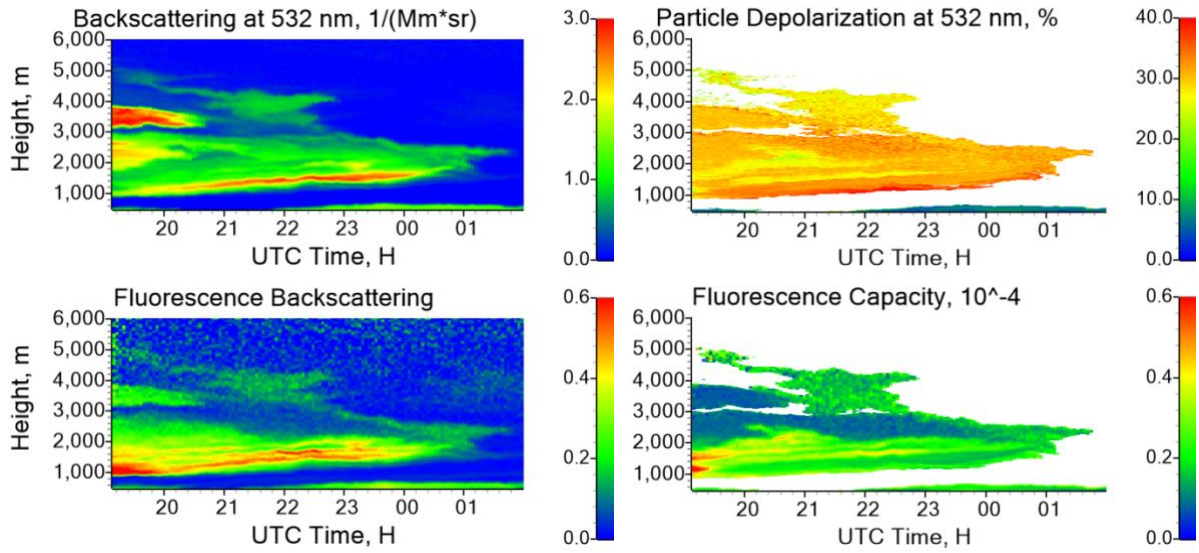 Backscattering at 532 nm, 1/(Mm*sr)
3.0
2.0
1.0
0.0
Height, m
6,000
5,000
4,000
3,000
2,000
1,000
20 21 22 23 00 01
UTC Time, H
Particle Depolarization at 532 nm, %
40.0
30.0
20.0
10.0
0.0
6,000
5,000
4,000
3,000
2,000
1,000
20 21 22 23 00 01
UTC Time, H
Fluorescence Backscattering
0.6
0.4
0.2
0.0
Height, m
6,000
5,000
4,000
3,000
2,000
1,000
20 21 22 23 00 01
UTC Time, H
Fluorescence Capacity, 10^-4
0.6
0.4
0.2
0.0
6,000
5,000
4,000
3,000
2,000
1,000
20 21 22 23 00 01
UTC Time, H